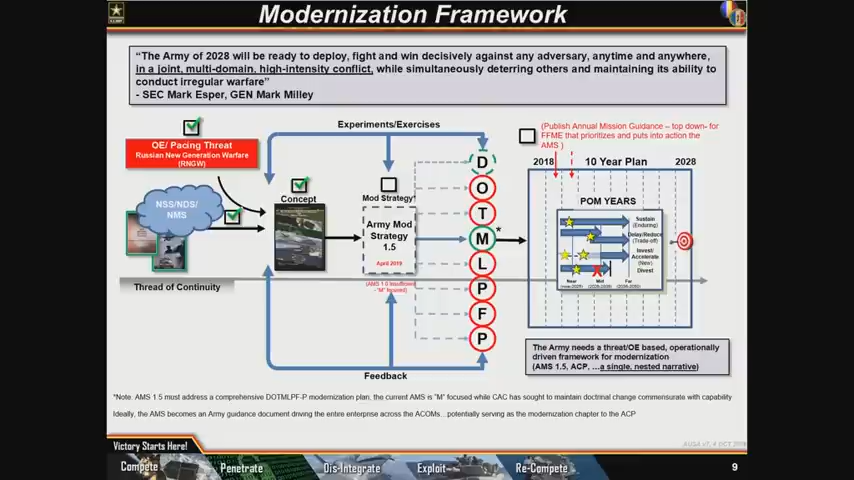 Modernization Framework
“The Army of 2028 will be ready to deploy, fight and win decisively against any adversary, anytime and anywhere,
in a joint, multi-domain, high-intensity conflict, while simultaneously deterring others and maintaining its ability to
conduct irregular warfare”
- SEC Mark Esper, GEN Mark Milley
Experiments/Exercises
(Publish Annual Mission Guidance – top down- for
FFME that prioritizes and puts into action the
AMS )
OE/ Pacing Threat
Russian New Generation Warfare
(RNGW)
2018
10 Year Plan
2028
NSS/NDS/
NMS
Concept
Mod Strategy*
Army Mod
Strategy
1.5
April 2019
(AMS 1.0 insufficient
- "M" focused)
D
O
T
M
*
L
P
F
P
POM YEARS
Sustain
(Enduring)
Delay/Reduce
(Trade-off)
Invest/
Accelerate
(New)
Divest
Near
Mid
Far
Thread of Continuity
Feedback
The Army needs a threat/OE based, operationally
driven framework for modernization
(AMS 1.5, ACP, …a single, nested narrative)
*Note: AMS 1.5 must address a comprehensive DOTMLPF-P modernization plan, the current AMS is "M" focused while CAC has sought to maintain doctrinal change commensurate with capability
Ideally, the AMS becomes an Army guidance document driving the entire enterprise across the ACOMs…potentially serving as the modernization chapter to the ACP
Victory Starts Here!
Compete
Penetrate
Dis-Integrate
Exploit
Re-Compete
9